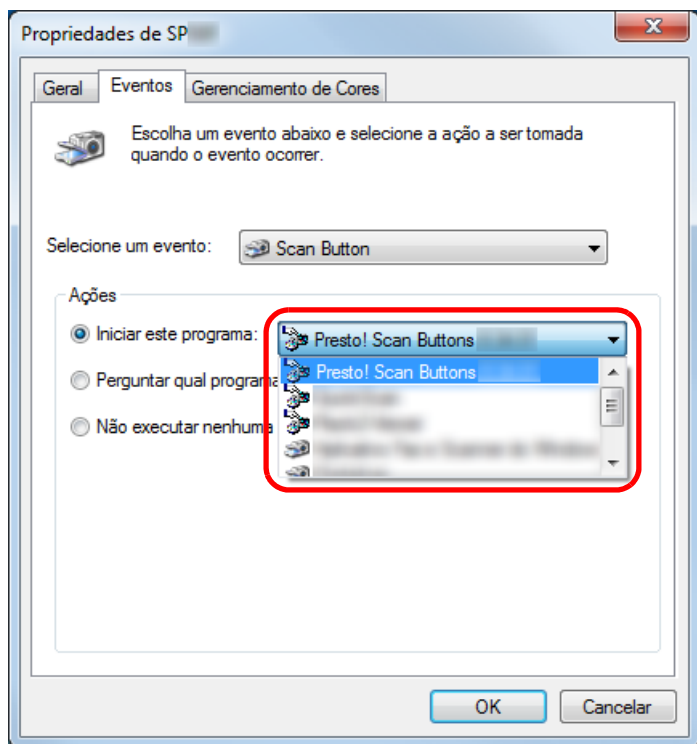 Propriedades de SP
Geral
Eventos
Gerenciamento de Cores
Escolha um evento abaixo e selecione a ação a ser tomada
quando o evento ocorrer.
Selecione um evento:
Scan Button
Ações
Iniciar este programa:
Presto! Scan Buttons
Presto! Scan Buttons
Perguntar qual programa
Não executar nenhuma
OK
Cancelar